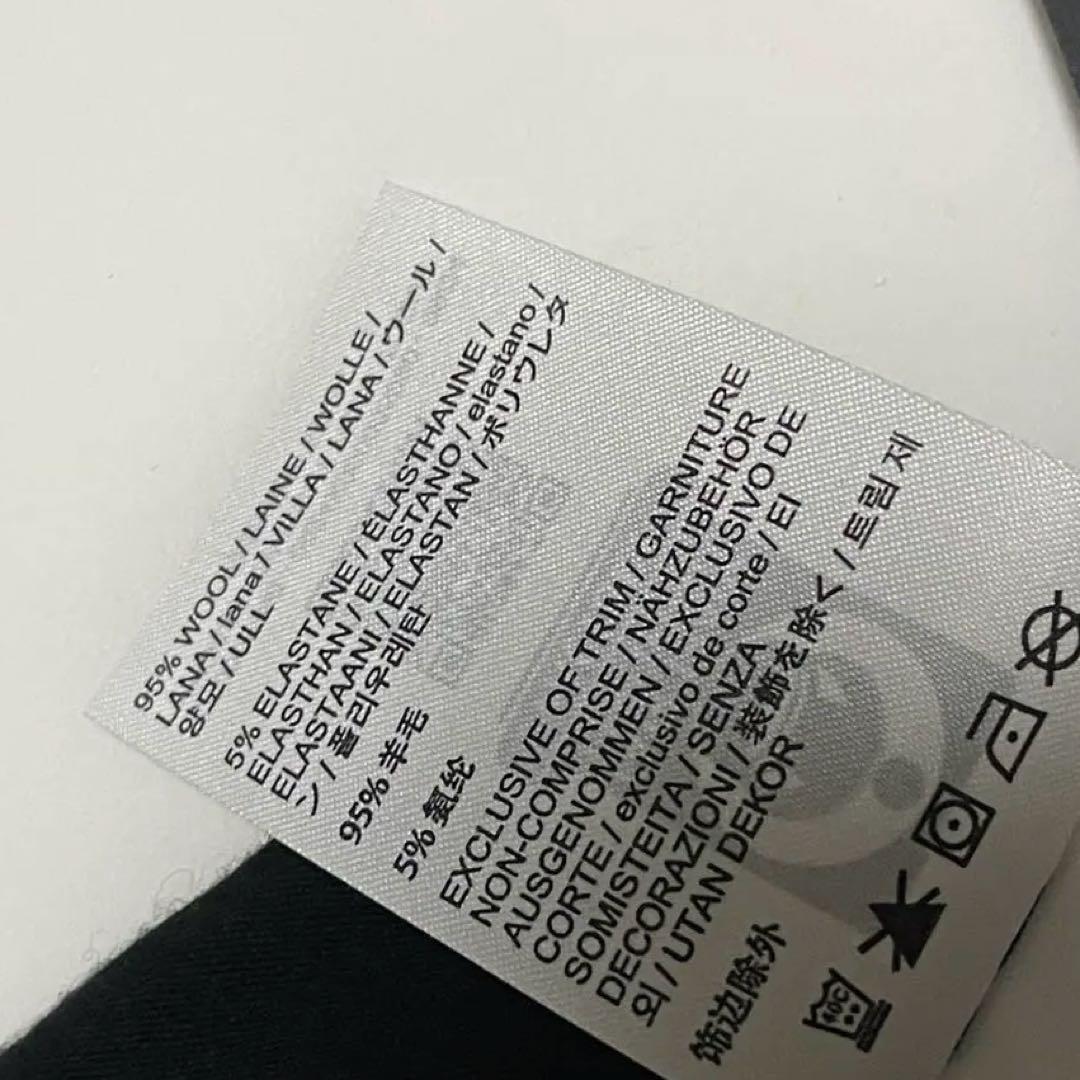 95% WOOL / LAINE / WOLLE /
LANA / lana / VILLA / LANA / ウール /
양모 / ULL
5% ELASTANE / ÉLASTHANNE /
ELASTHAN / ELASTANO / elastano /
ELASTAANI / ELASTAN / ポリウレタ
ン / 폴리우레탄
95% 羊毛
5% 氨纶
EXCLUSIVE OF TRIM / GARNITURE
NON-COMPRISE / NÄHZUBEHÖR
AUSGENOMMEN / EXCLUSIVO DE
CORTE / exclusivo de corte / EI
SOMISTEITA / SENZA
DECORAZIONI / 装飾を除く / 트림 제
외 / UTAN DEKOR
饰边除外
40C